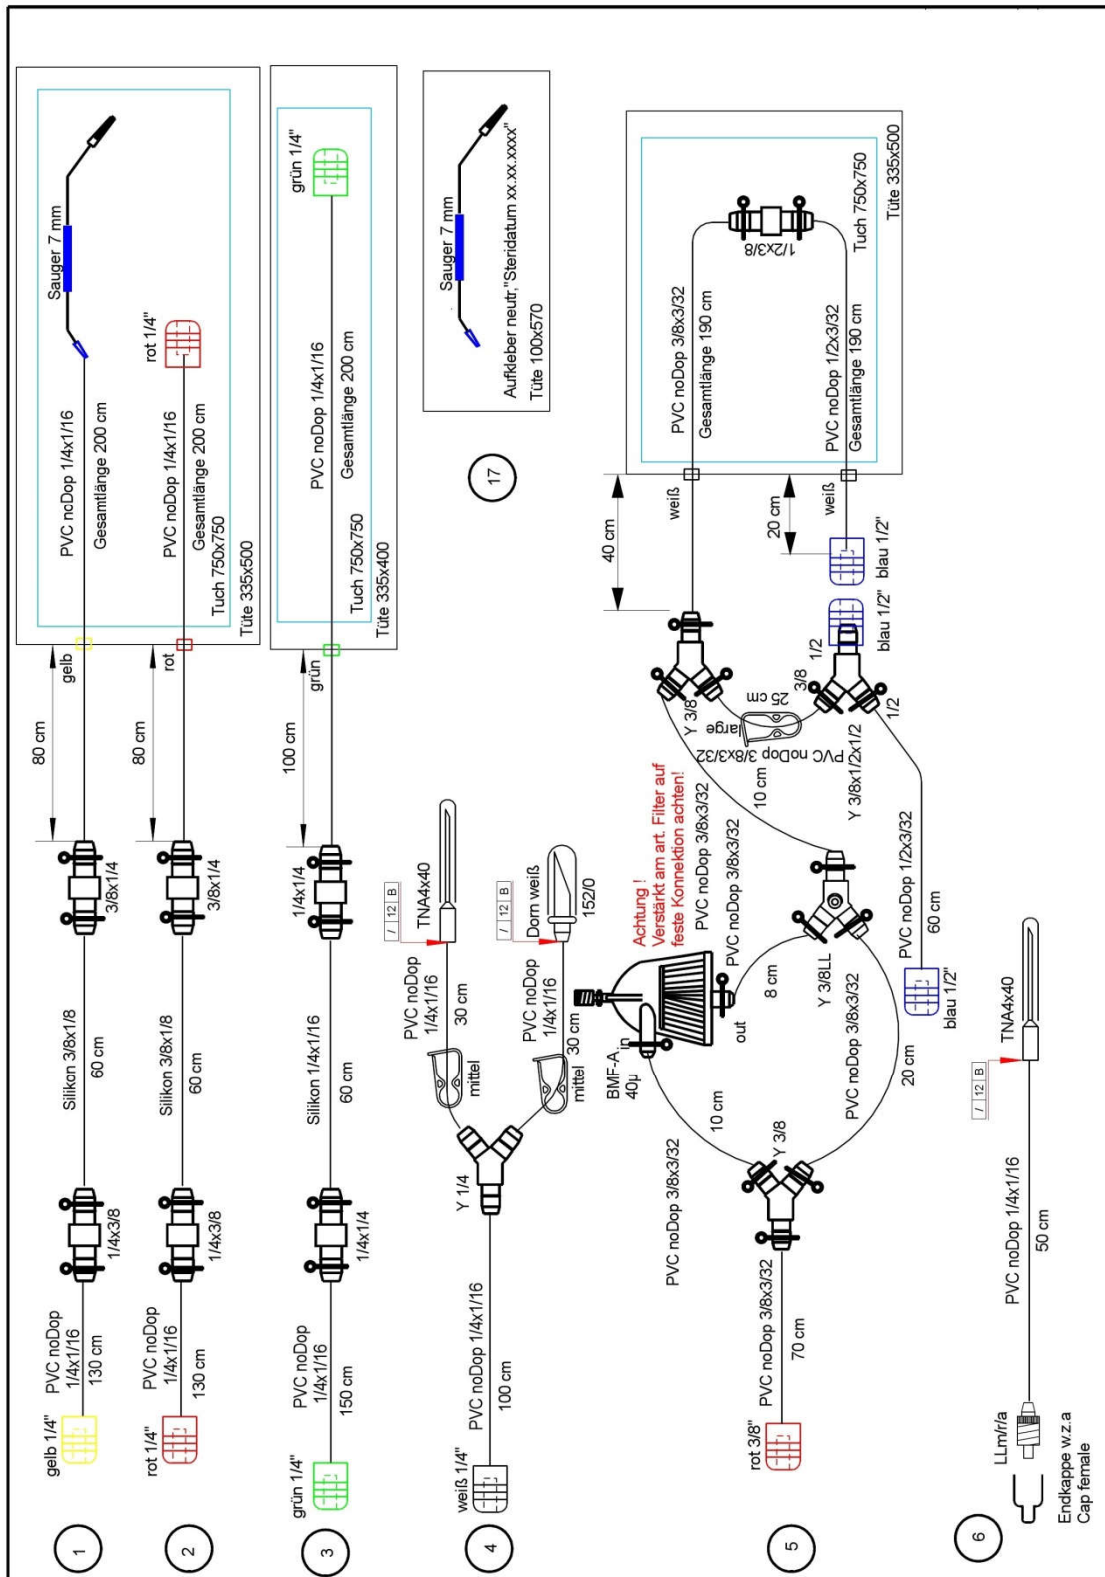 1
gelb 1/4"
PVC noDop
1/4x1/16
130 cm
1/4x3/8
Silikon 3/8x1/8
60 cm
3/8x1/4
80 cm
gelb
PVC noDop 1/4x1/16
Gesamtlänge 200 cm
Sauger 7 mm
2
rot 1/4"
PVC noDop
1/4x1/16
130 cm
1/4x3/8
Silikon 3/8x1/8
60 cm
3/8x1/4
80 cm
rot
PVC noDop 1/4x1/16
Gesamtlänge 200 cm
rot 1/4"
Tuch 750x750
Tüte 335x500
3
grün 1/4"
PVC noDop
1/4x1/16
150 cm
1/4x1/4
Silikon 1/4x1/16
60 cm
1/4x1/4
100 cm
grün
PVC noDop 1/4x1/16
Gesamtlänge 200 cm
grün 1/4"
Tuch 750x750
Tüte 335x400
4
weiß 1/4"
PVC noDop 1/4x1/16
100 cm
Y 1/4
mittel
PVC noDop
1/4x1/16
30 cm
/ 12 B
TNA4x40
mittel
PVC noDop
1/4x1/16
30 cm
/ 12 B
Dorn weiß
152/0
17
Sauger 7 mm
Aufkleber neutr,"Steridatum xx.xx.xxxx"
Tüte 100x570
5
rot 3/8"
PVC noDop 3/8x3/32
70 cm
Y 3/8
PVC noDop 3/8x3/32
10 cm
BMF-A
40µ
in
out
Achtung !
Verstärkt am art. Filter auf
feste Konnektion achten!
PVC noDop 3/8x3/32
8 cm
Y 3/8LL
PVC noDop 3/8x3/32
20 cm
PVC noDop 3/8x3/32
10 cm
Y 3/8
PVC noDop 3/8x3/32
large
25 cm
3/8
1/2
1/2
Y 3/8x1/2x1/2
PVC noDop 1/2x3/32
60 cm
blau 1/2"
blau 1/2"
blau 1/2"
40 cm
weiß
PVC noDop 3/8x3/32
Gesamtlänge 190 cm
1/2x3/8
20 cm
weiß
PVC noDop 1/2x3/32
Gesamtlänge 190 cm
Tuch 750x750
Tüte 335x500
6
Endkappe w.z.a
Cap female
LLm/r/a
PVC noDop 1/4x1/16
50 cm
/ 12 B
TNA4x40